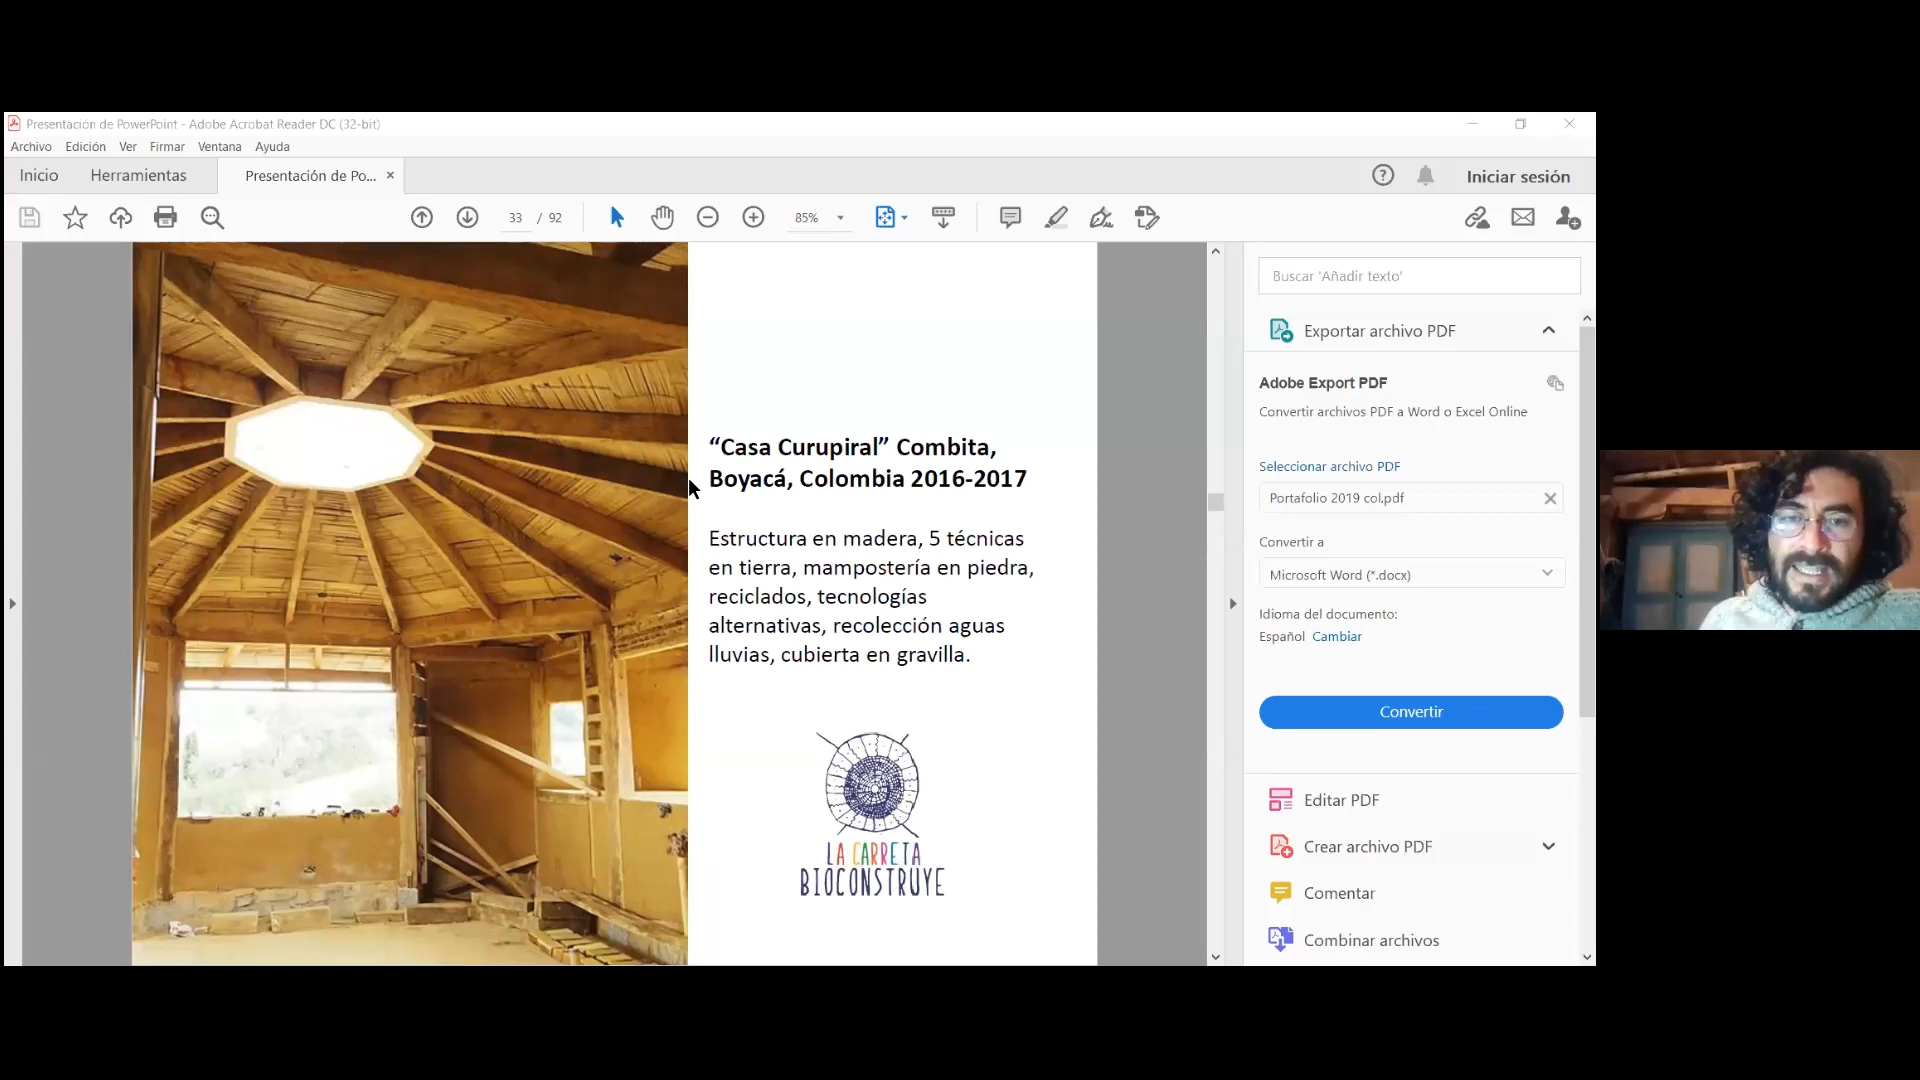 Presentación de PowerPoint - Adobe Acrobat Reader DC (32-bit)
Archivo Edición Ver Firmar Ventana Ayuda
Inicio Herramientas Presentación de Po... × Iniciar sesión
33 / 92 85%
Buscar 'Añadir texto'
Exportar archivo PDF
Adobe Export PDF
Convertir archivos PDF a Word o Excel Online
Seleccionar archivo PDF
Portafolio 2019 col.pdf
Convertir a
Microsoft Word (*.docx)
Idioma del documento:
Español Cambiar
Convertir
Editar PDF
Crear archivo PDF
Comentar
Combinar archivos
“Casa Curupiral” Combita,
Boyacá, Colombia 2016-2017
Estructura en madera, 5 técnicas
en tierra, mampostería en piedra,
reciclados, tecnologías
alternativas, recolección aguas
lluvias, cubierta en gravilla.
LA CARRETA
BIOCONSTRUYE